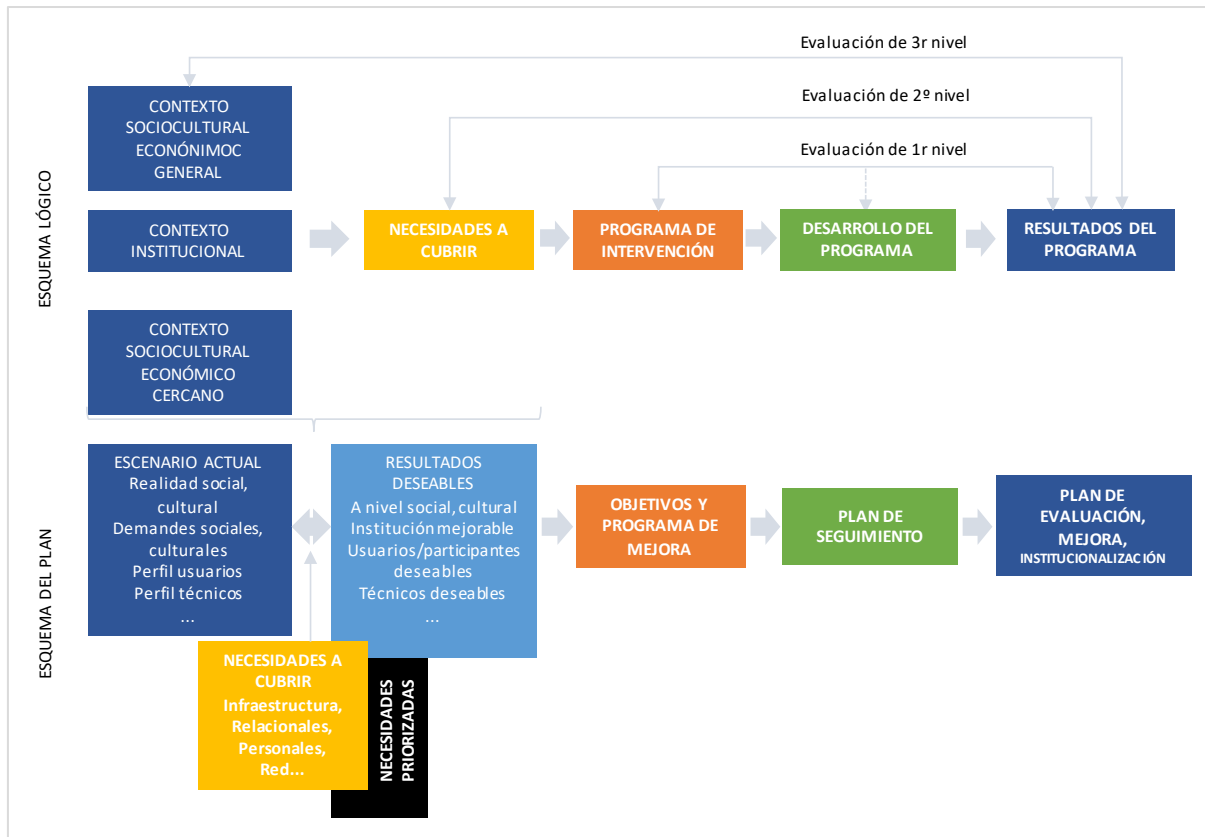 Evaluación de 3r nivel
Evaluación de 2º nivel
Evaluación de 1r nivel
ESQUEMA LÓGICO
CONTEXTO
SOCIOCULTURAL
ECONÓNIMOC
GENERAL
CONTEXTO
INSTITUCIONAL
CONTEXTO
SOCIOCULTURAL
ECONÓMICO
CERCANO
NECESIDADES A
CUBRIR
PROGRAMA DE
INTERVENCIÓN
DESARROLLO DEL
PROGRAMA
RESULTADOS DEL
PROGRAMA
ESQUEMA DEL PLAN
ESCENARIO ACTUAL
Realidad social,
cultural
Demandes sociales,
culturales
Perfil usuarios
Perfil técnicos
...
RESULTADOS
DESEABLES
A nivel social, cultural
Institución mejorable
Usuarios/participantes
deseables
Técnicos deseables
...
NECESIDADES A
CUBRIR
Infraestructura,
Relacionales,
Personales,
Red...
NECESIDADES
PRIORIZADAS
OBJETIVOS Y
PROGRAMA DE
MEJORA
PLAN DE
SEGUIMIENTO
PLAN DE
EVALUACIÓN,
MEJORA,
INSTITUCIONALIZACIÓN